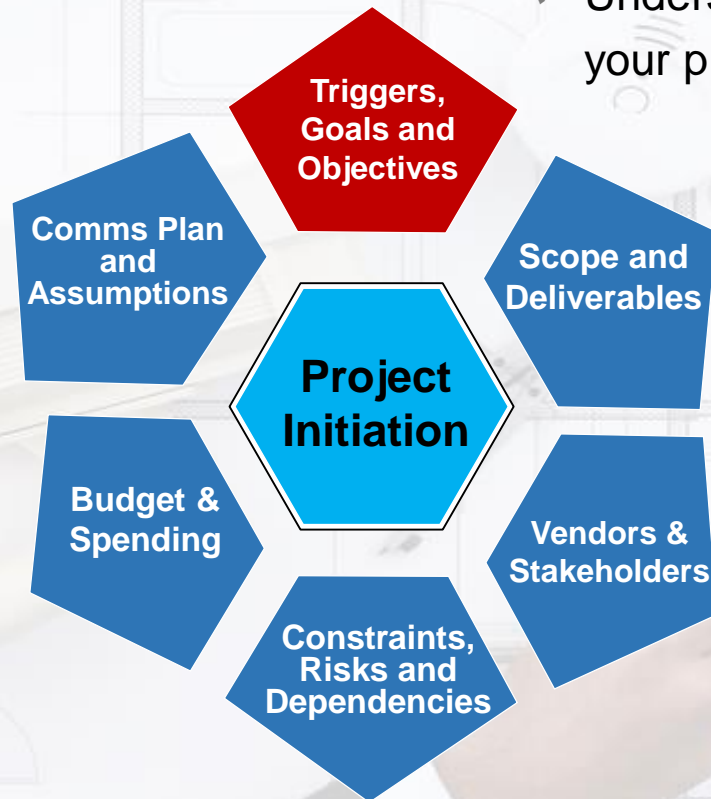 your p
Triggers,
Goals and
Objectives
Comms Plan
and
Assumptions
Scope and
Deliverables
Project
Initiation
Budget &
Spending
Vendors &
Stakeholders
Constraints,
Risks and
Dependencies